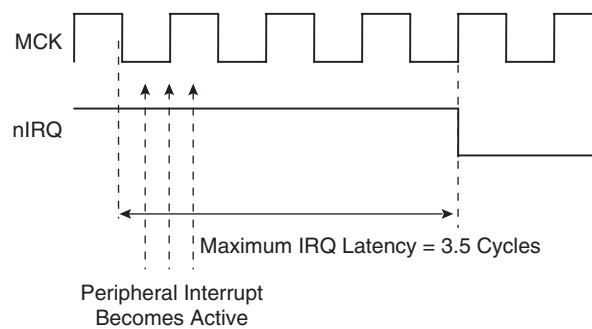 MCK
nIRQ
Maximum IRQ Latency = 3.5 Cycles
Peripheral Interrupt
Becomes Active